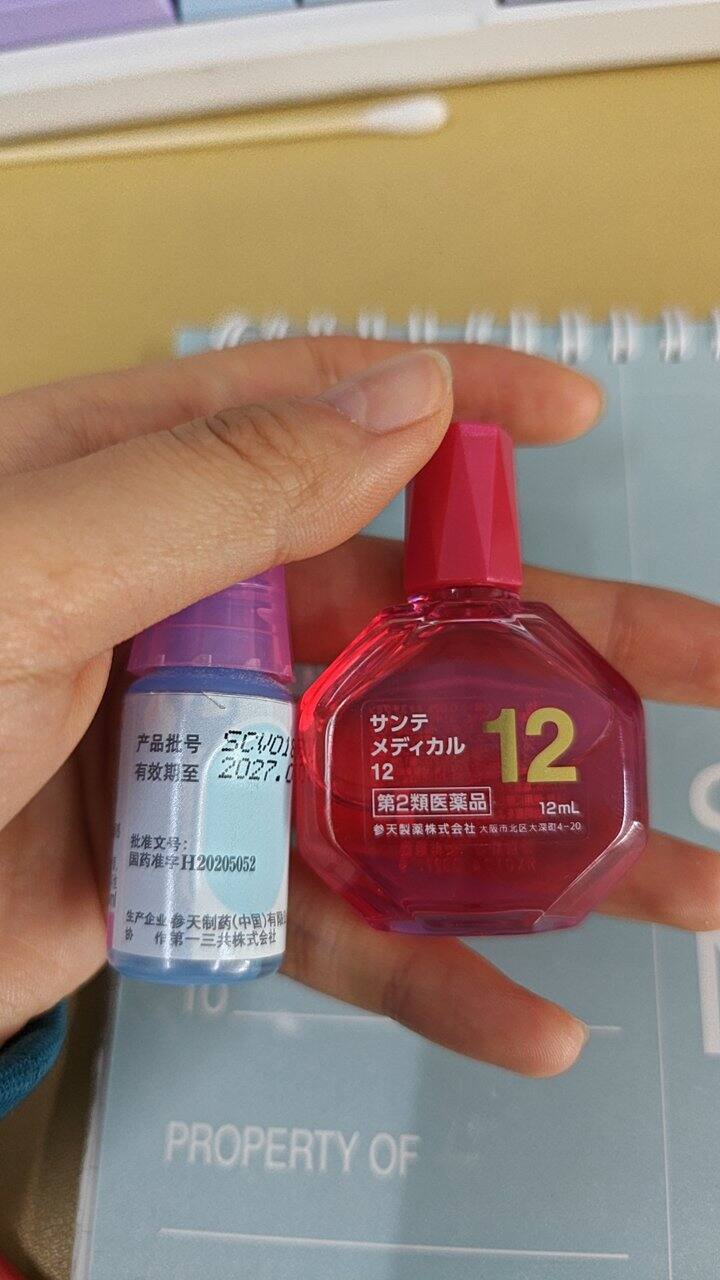 产品批号 SCV01
有效期至 2027.0
批准文号:
国药准字H20205052
生产企业 参天制药(中国)有限
协 作 第一三共株式会社
サンテ
メディカル
12
12
第2類医薬品
12mL
参天製薬株式会社 大阪市北区大深町4-20
TO
PROPERTY OF